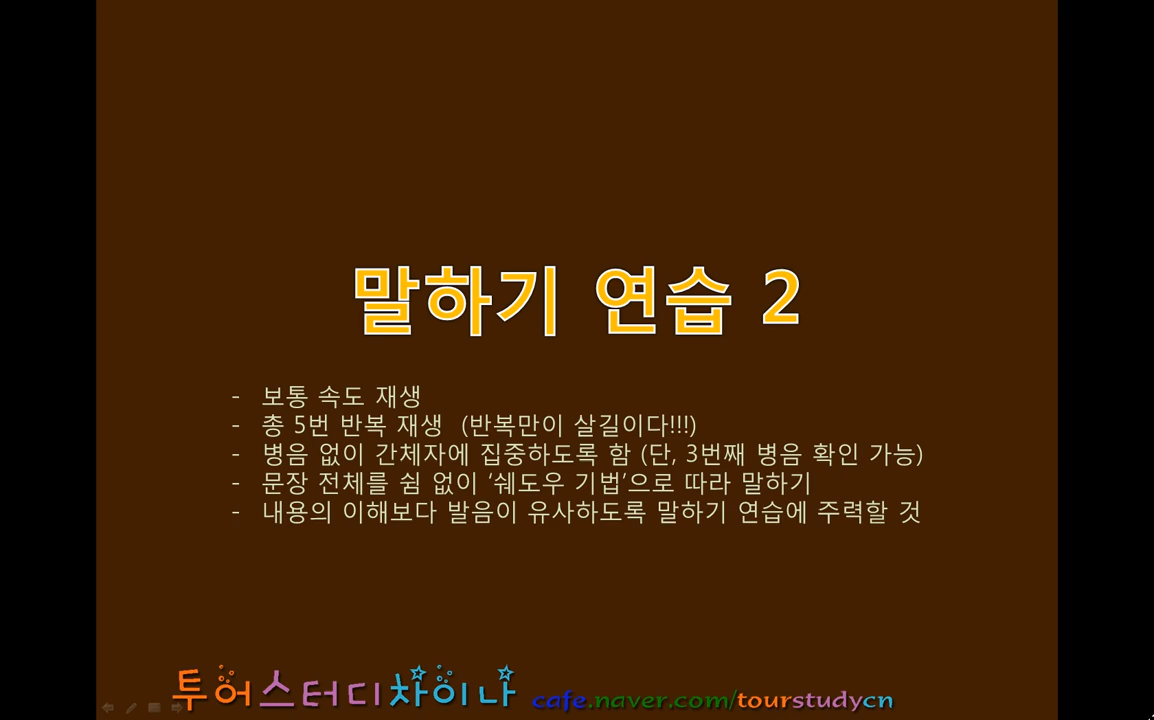 말하기 연습 2
- 보통 속도 재생
- 총 5번 반복 재생 (반복만이 살길이다!!!)
- 병음 없이 간체자에 집중하도록 함 (단, 3번째 병음 확인 가능)
- 문장 전체를 쉼 없이 '쉐도우 기법'으로 따라 말하기
- 내용의 이해보다 발음이 유사하도록 말하기 연습에 주력할 것
투어스터디차이나 cafe.naver.com/tourstudycn